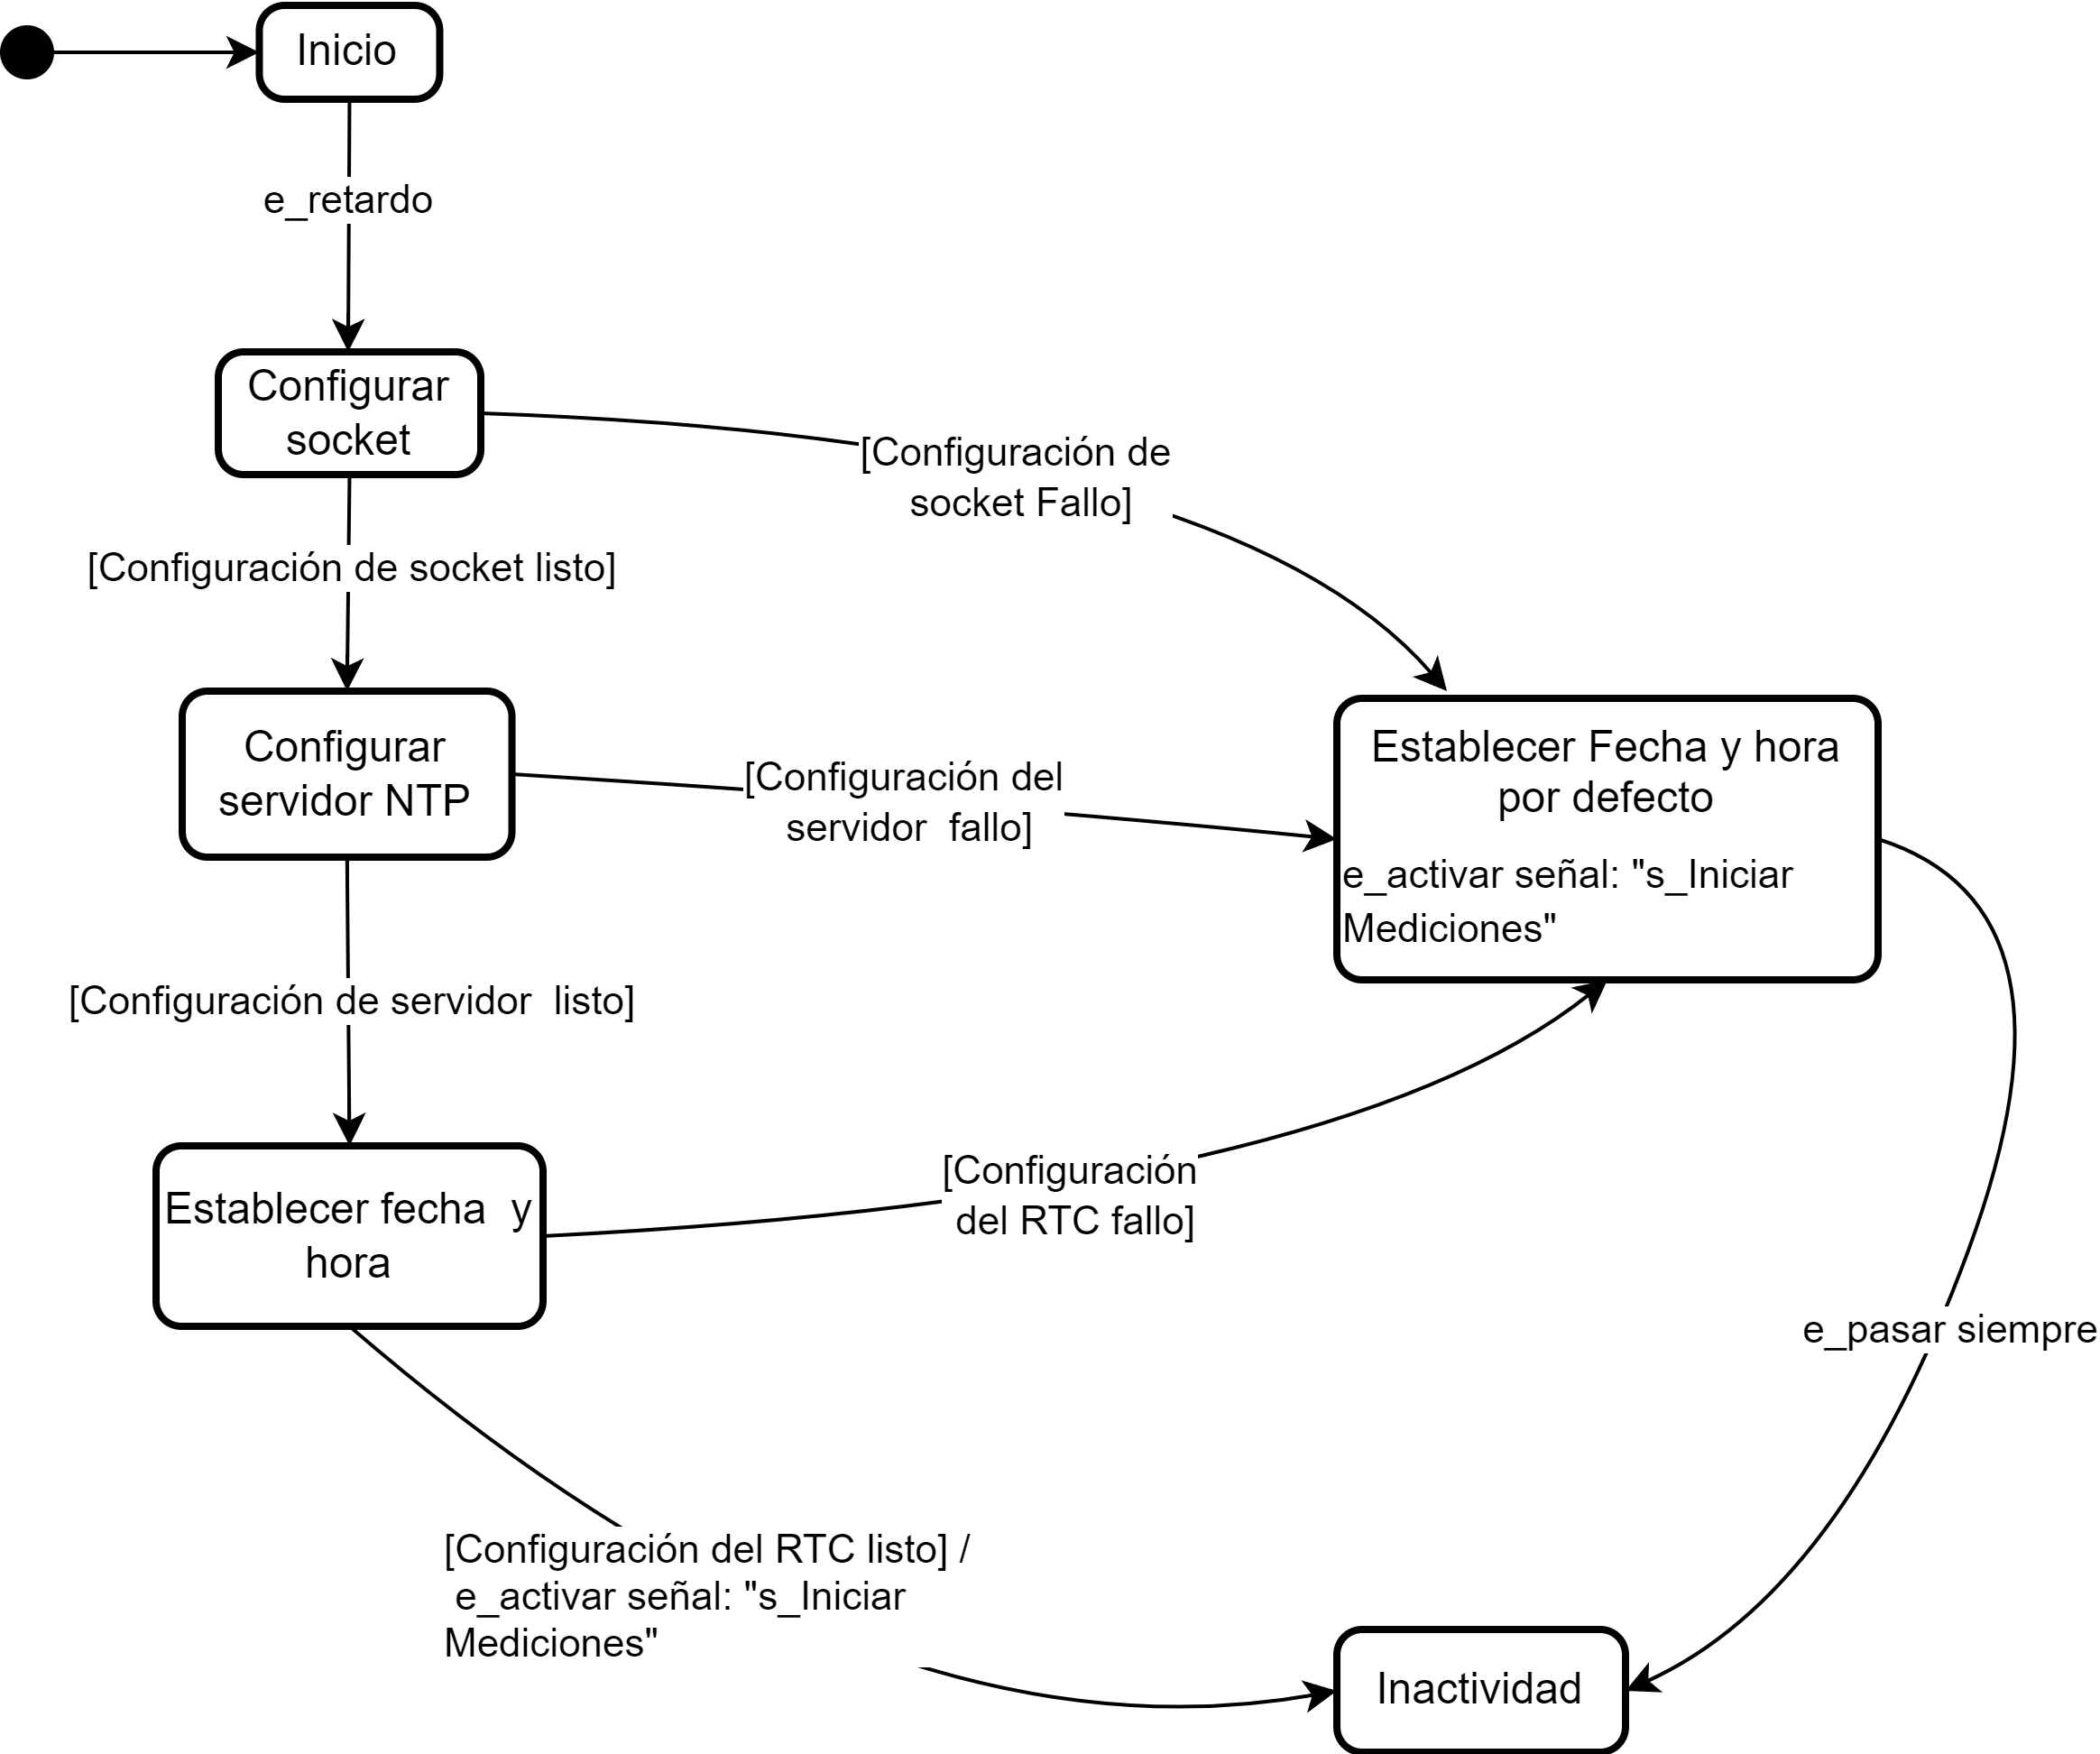 Inicio
e_retardo
Configurar
socket
[Configuración de
socket Fallo]
[Configuración de socket listo]
Configurar
servidor NTP
[Configuración del
servidor  fallo]
Establecer Fecha y hora
por defecto
e_activar señal: "s_Iniciar
Mediciones"
[Configuración de servidor  listo]
Establecer fecha  y
hora
[Configuración
del RTC fallo]
e_pasar siempre
[Configuración del RTC listo] /
e_activar señal: "s_Iniciar
Mediciones"
Inactividad